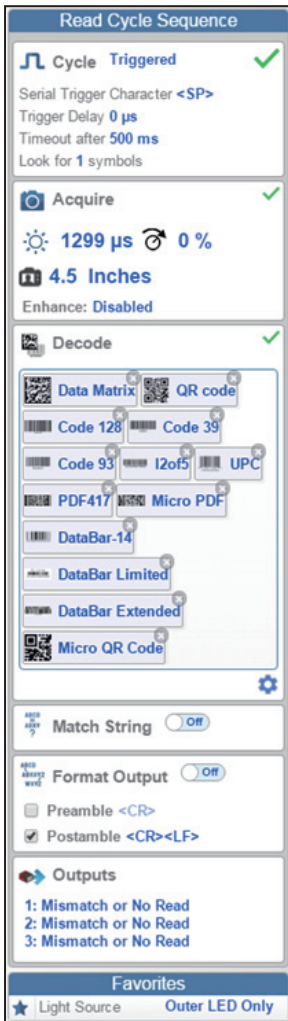 Read Cycle Sequence
Cycle Triggered
Serial Trigger Character <SP>
Trigger Delay 0 µs
Timeout after 500 ms
Look for 1 symbols
Acquire
1299 µs 0 %
4.5 Inches
Enhance: Disabled
Decode
Data Matrix QR code
Code 128 Code 39
Code 93 I2of5 UPC
PDF417 Micro PDF
DataBar-14
DataBar Limited
DataBar Extended
Micro QR Code
Match String Off
Format Output Off
Preamble <CR>
Postamble <CR><LF>
Outputs
1: Mismatch or No Read
2: Mismatch or No Read
3: Mismatch or No Read
Favorites
Light Source Outer LED Only